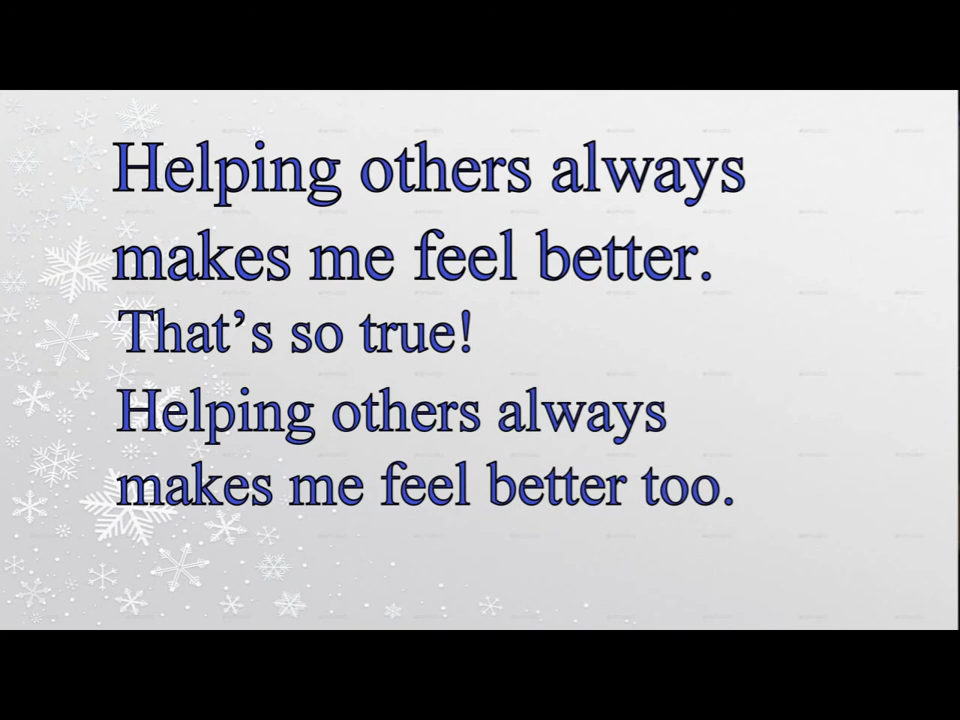 Helping others always
makes me feel better.
That’s so true!
Helping others always
makes me feel better too.